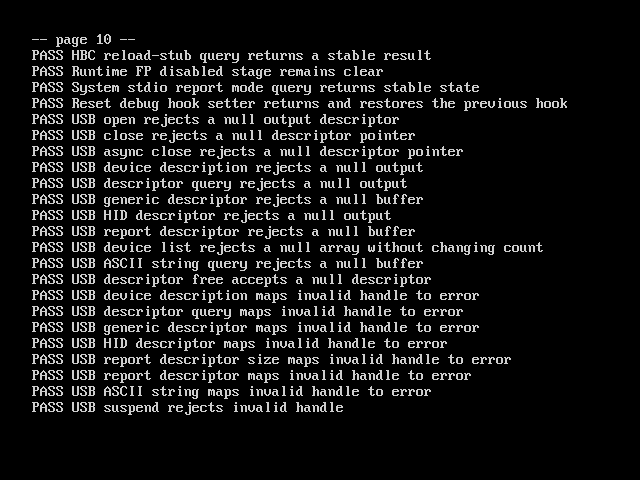 -- page 10 --
PASS HBC reload-stub query returns a stable result
PASS Runtime FP disabled stage remains clear
PASS System stdio report mode query returns stable state
PASS Reset debug hook setter returns and restores the previous hook
PASS USB open rejects a null output descriptor
PASS USB close rejects a null descriptor pointer
PASS USB async close rejects a null descriptor pointer
PASS USB device description rejects a null output
PASS USB descriptor query rejects a null output
PASS USB generic descriptor rejects a null buffer
PASS USB HID descriptor rejects a null output
PASS USB report descriptor rejects a null buffer
PASS USB device list rejects a null array without changing count
PASS USB ASCII string query rejects a null buffer
PASS USB descriptor free accepts a null descriptor
PASS USB device description maps invalid handle to error
PASS USB descriptor query maps invalid handle to error
PASS USB generic descriptor maps invalid handle to error
PASS USB HID descriptor maps invalid handle to error
PASS USB report descriptor size maps invalid handle to error
PASS USB report descriptor maps invalid handle to error
PASS USB ASCII string maps invalid handle to error
PASS USB suspend rejects invalid handle